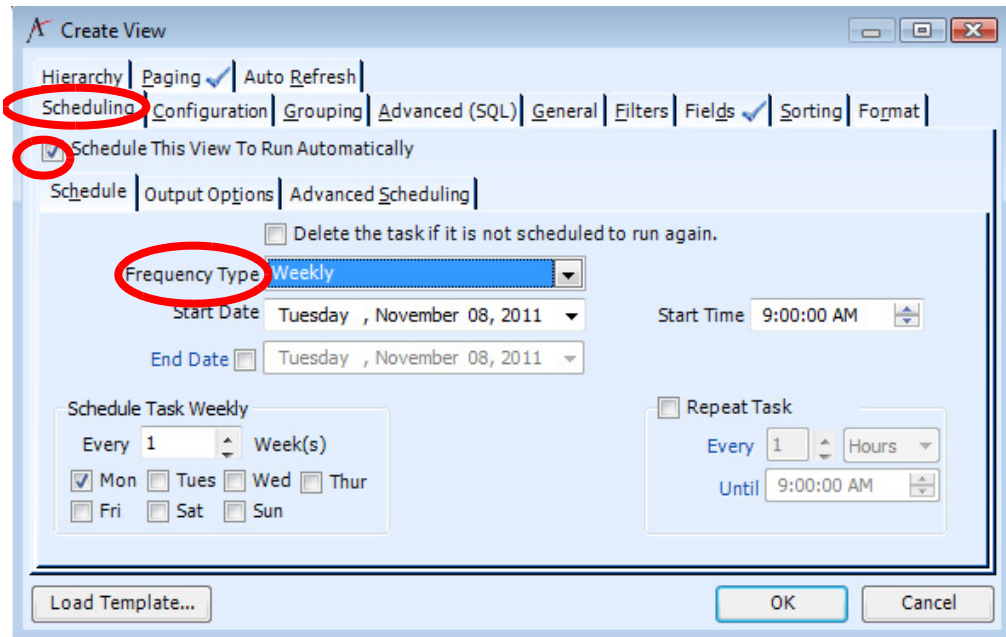 Create View
Hierarchy Paging Auto Refresh
Scheduling Configuration Grouping Advanced (SQL) General Filters Fields Sorting Format
Schedule This View To Run Automatically
Schedule Output Options Advanced Scheduling
Delete the task if it is not scheduled to run again.
Frequency Type Weekly
Start Date Tuesday , November 08, 2011 Start Time 9:00:00 AM
End Date Tuesday , November 08, 2011
Schedule Task Weekly Repeat Task
Every 1 Week(s) Every 1 Hours
Mon Tues Wed Thur Until 9:00:00 AM
Fri Sat Sun
Load Template... OK Cancel